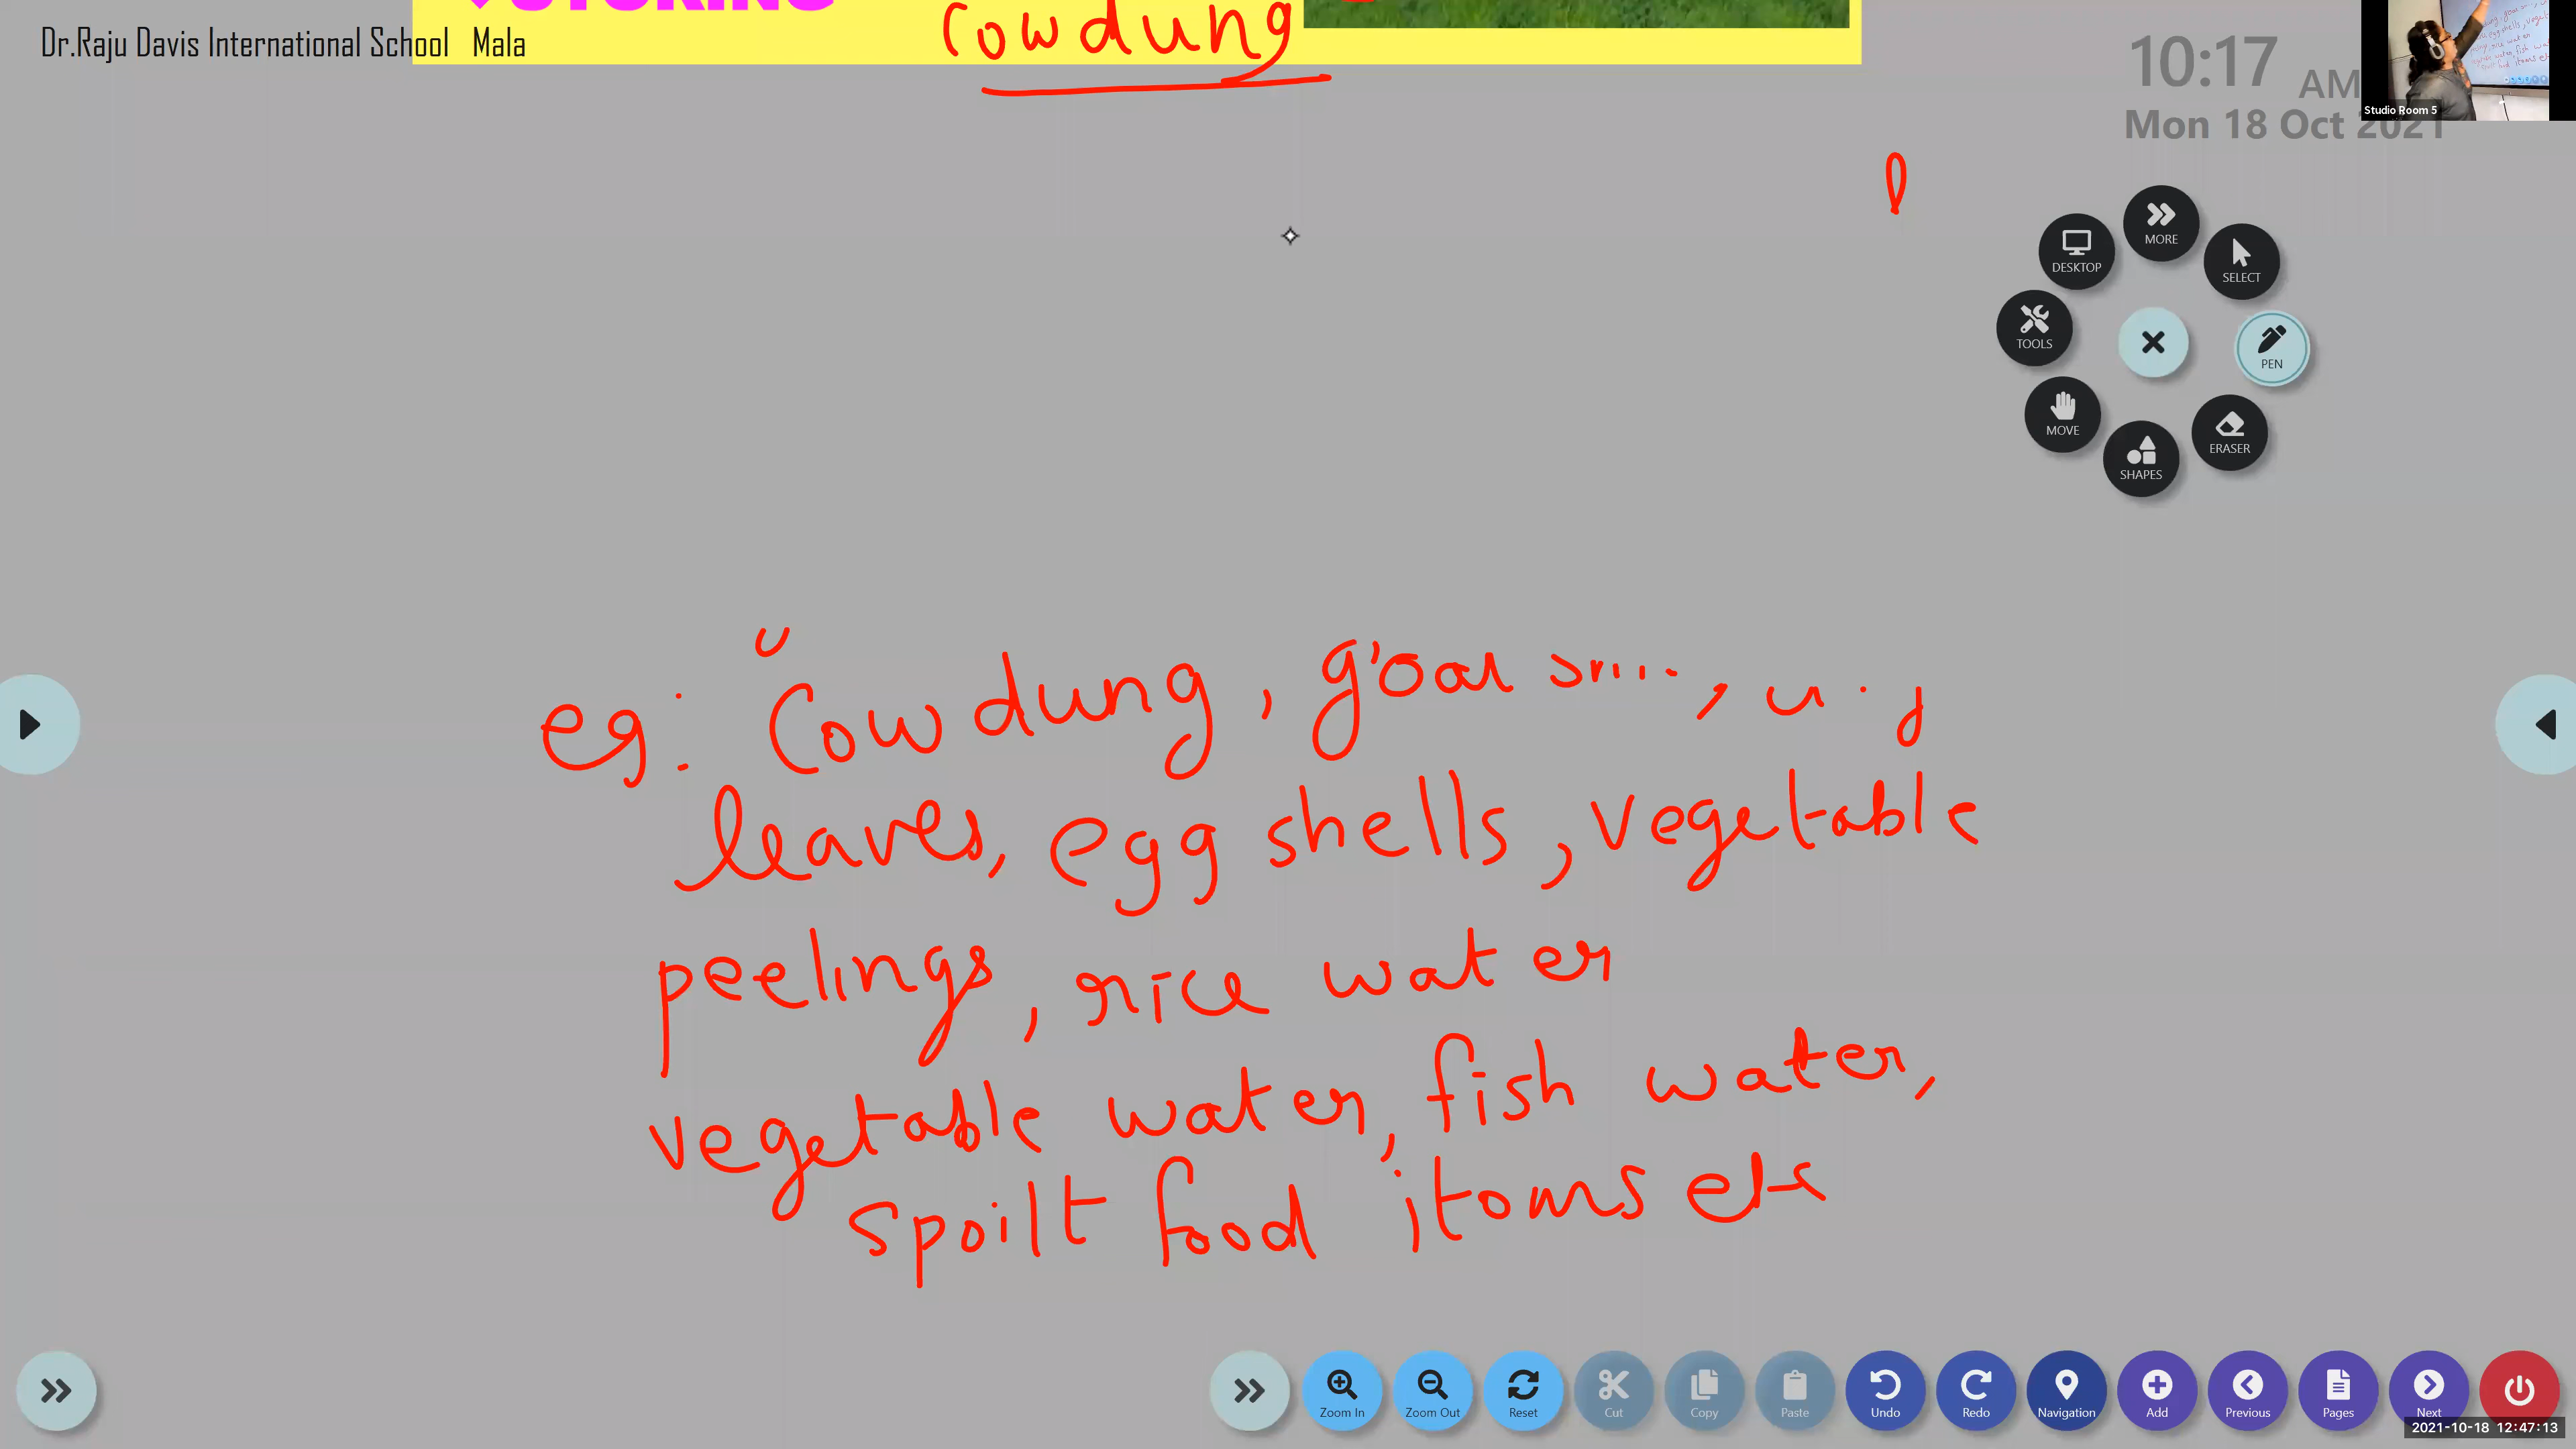 TUTORING
Cowdung
Dr.Raju Davis International School Mala
10:17 AM
Mon 18 Oct 2021
Studio Room 5
MORE
DESKTOP
SELECT
TOOLS
PEN
MOVE
ERASER
SHAPES
eg: Cowdung, goat
leaves, egg shells, vegetable
peelings, rice water
vegetable water, fish water,
spoilt food items etc
Zoom In Zoom Out Reset Cut Copy Paste Undo Redo Navigation Add Previous Pages Next
2021-10-18 12:47:13